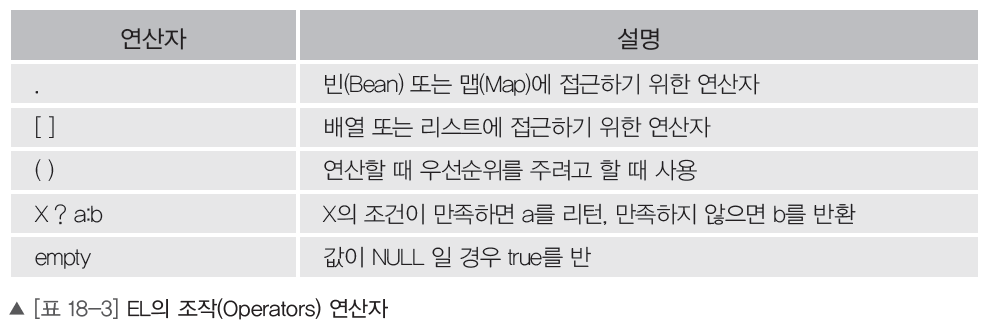 연산자 설명
. 빈(Bean) 또는 맵(Map)에 접근하기 위한 연산자
[ ] 배열 또는 리스트에 접근하기 위한 연산자
( ) 연산할 때 우선순위를 주려고 할 때 사용
X ? a:b X의 조건이 만족하면 a를 리턴, 만족하지 않으면 b를 반환
empty 값이 NULL 일 경우 true를 반
▲ [표 18-3] EL의 조작(Operators) 연산자